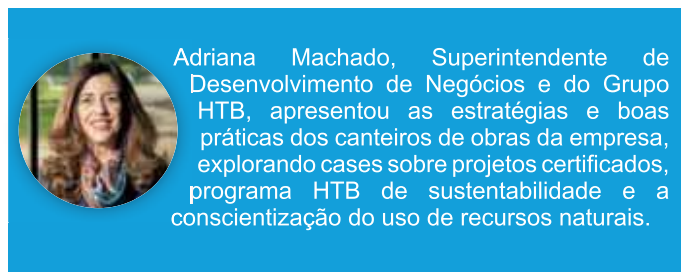 Adriana Machado, Superintendente de
Desenvolvimento de Negócios e do Grupo
HTB, apresentou as estratégias e boas
práticas dos canteiros de obras da empresa,
explorando cases sobre projetos certificados,
programa HTB de sustentabilidade e a
conscientização do uso de recursos naturais.